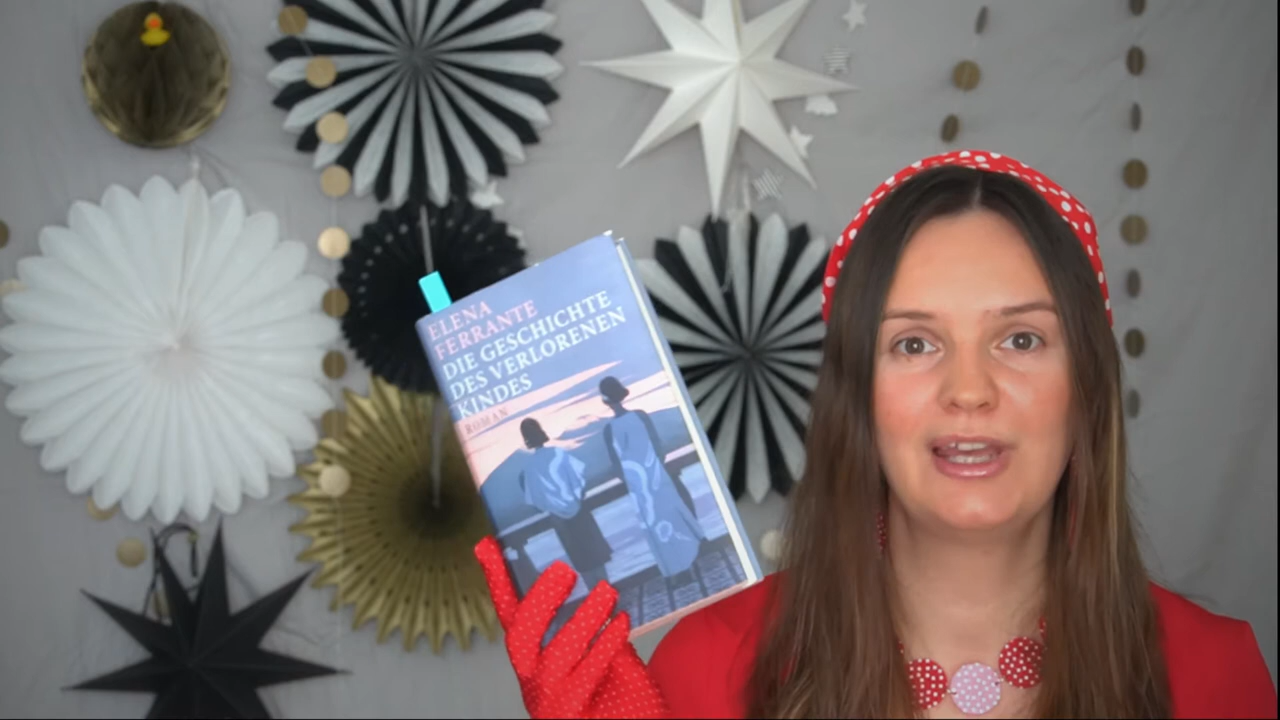 ELENA
FERRANTE
DIE GESCHICHTE
DES VERLORENEN
KINDES
ROMAN